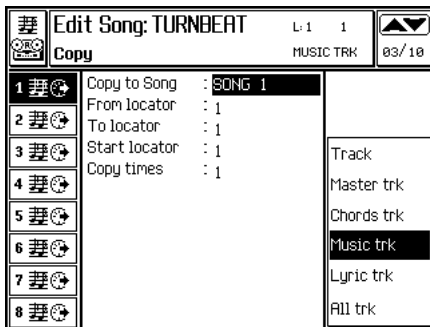 Edit Song: TURNBEAT L: 1 1
Copy MUSIC TRK 03/10
1
2
3
4
5
6
7
8
Copy to Song : SONG 1
From locator : 1
To locator : 1
Start locator : 1
Copy times : 1
Track
Master trk
Chords trk
Music trk
Lyric trk
All trk